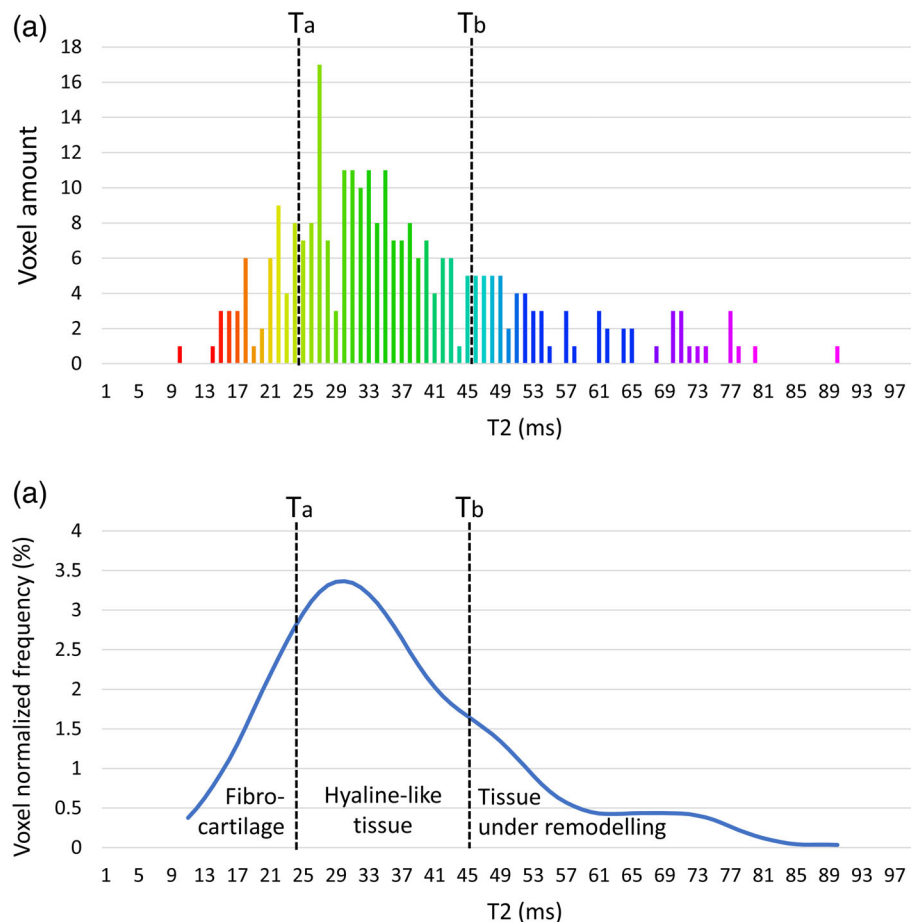 (a)
Ta
Tb
18
16
14
12
10
8
6
4
2
0
Voxel amount
1 5 9 13 17 21 25 29 33 37 41 45 49 53 57 61 65 69 73 77 81 85 89 93 97
T2 (ms)
(a)
Ta
Tb
4
3.5
3
2.5
2
1.5
1
0.5
0
Voxel normalized frequency (%)
Fibro-
cartilage
Hyaline-like
tissue
Tissue
under remodelling
1 5 9 13 17 21 25 29 33 37 41 45 49 53 57 61 65 69 73 77 81 85 89 93 97
T2 (ms)